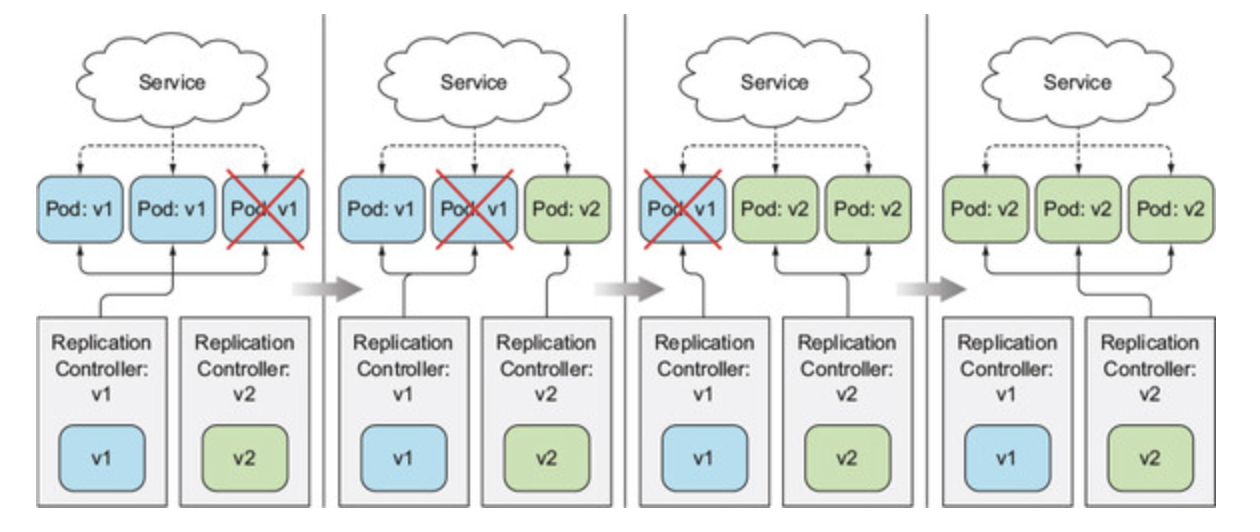 Service
Pod: v1
Pod: v1
Pod: v1
Replication
Controller:
v1
v1
Replication
Controller:
v2
v2
Service
Pod: v1
Pod: v1
Pod: v2
Replication
Controller:
v1
v1
Replication
Controller:
v2
v2
Service
Pod: v1
Pod: v2
Pod: v2
Replication
Controller:
v1
v1
Replication
Controller:
v2
v2
Service
Pod: v2
Pod: v2
Pod: v2
Replication
Controller:
v1
v1
Replication
Controller:
v2
v2